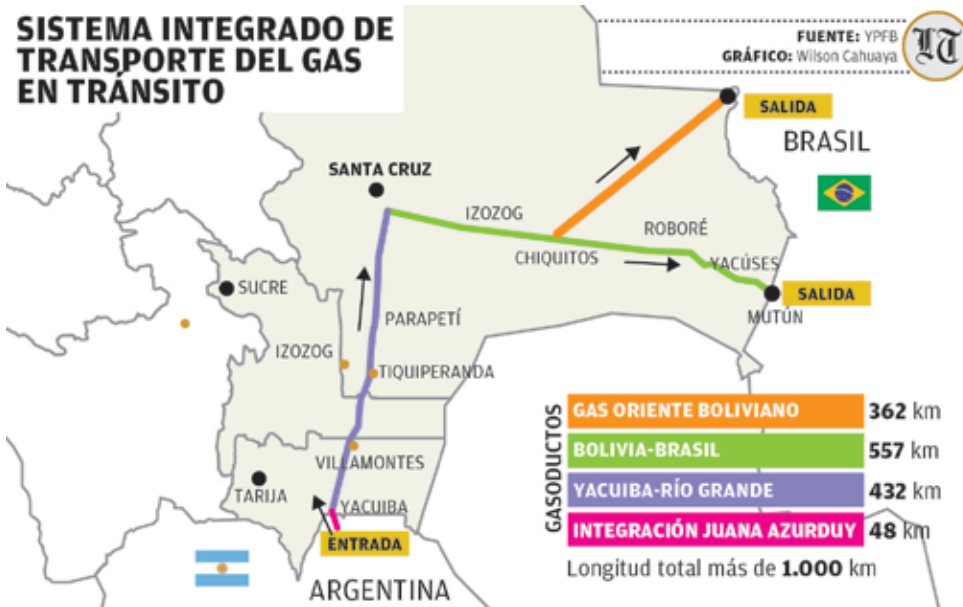 SISTEMA INTEGRADO DE
TRANSPORTE DEL GAS
EN TRÁNSITO
FUENTE: YPFB
GRÁFICO: Wilson Cahuaya
LT
SALIDA
BRASIL
SANTA CRUZ
IZOZOG
ROBORÉ
CHIQUITOS
YACÚSES
SUCRE
SALIDA
MUTÚN
PARAPETÍ
IZOZOG
TIQUIPERANDA
VILLAMONTES
TARIJA
YACUIBA
ENTRADA
ARGENTINA
GASODUCTOS
GAS ORIENTE BOLIVIANO 362 km
BOLIVIA-BRASIL 557 km
YACUIBA-RÍO GRANDE 432 km
INTEGRACIÓN JUANA AZURDUY 48 km
Longitud total más de 1.000 km